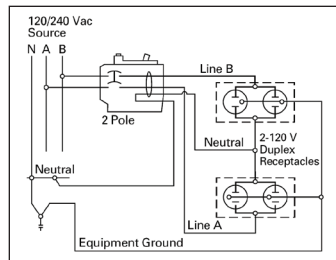 120/240 Vac
Source
N A B
2 Pole
Line B
Neutral
2-120 V
Duplex
Receptacles
Neutral
Line A
Equipment Ground